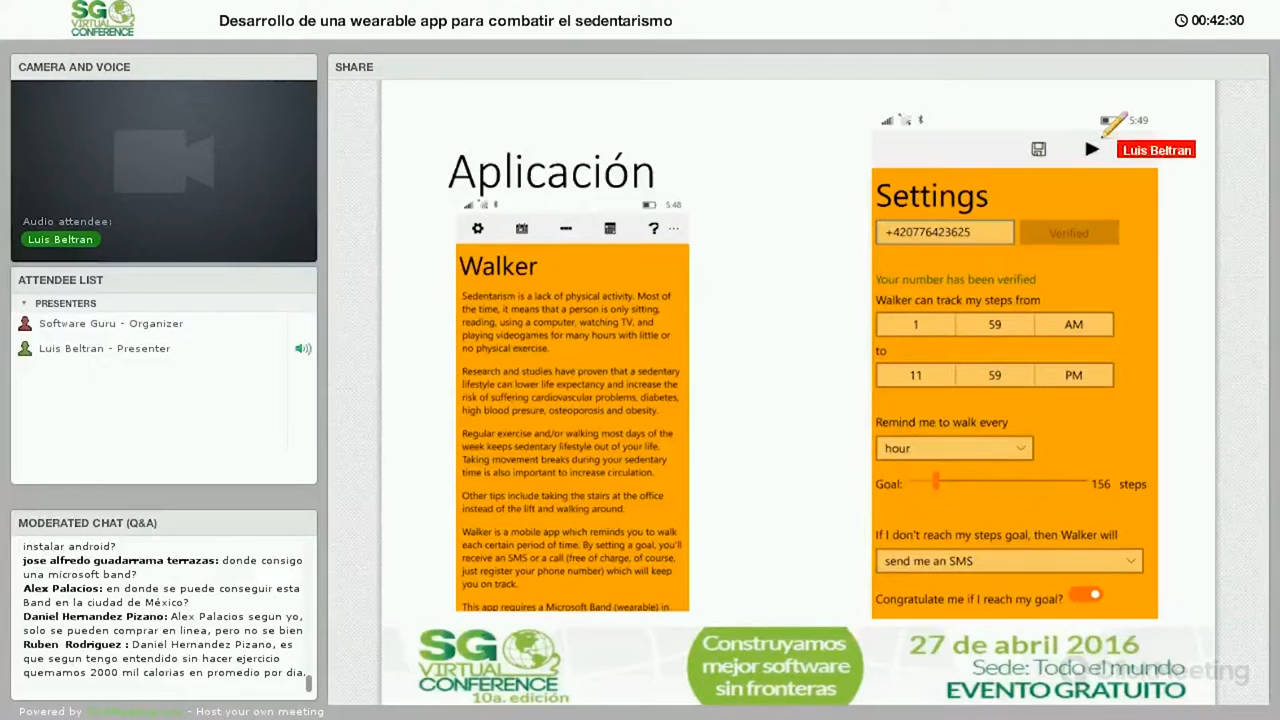 SG
VIRTUAL
CONFERENCE
Desarrollo de una wearable app para combatir el sedentarismo
00:42:30
CAMERA AND VOICE
Audio attendee:
Luis Beltran
ATTENDEE LIST
PRESENTERS
Software Guru - Organizer
Luis Beltran - Presenter
MODERATED CHAT (Q&A)
instalar android?
jose alfredo guadarrama terrazas: donde consigo
una microsoft band?
Alex Palacios: en donde se puede conseguir esta
Band en la ciudad de México?
Daniel Hernandez Pizano: Alex Palacios segun yo,
solo se pueden comprar en linea, pero no se bien
Ruben Rodriguez : Daniel Hernandez Pizano, es
que segun tengo entendido sin hacer ejercicio
quemamos 2000 mil calorias en promedio por dia.
Powered by
- Host your own meeting
SHARE
Aplicación
5:48
?
...
Walker
Sedentarism is a lack of physical activity. Most of
the time, it means that a person is only sitting,
reading, using a computer, watching TV, and
playing videogames for many hours with little or
no physical exercise.
Research and studies have proven that a sedentary
lifestyle can lower life expectancy and increase the
risk of suffering cardiovascular problems, diabetes,
high blood presure, osteoporosis and obesity.
Regular exercise and/or walking most days of the
week keeps sedentary lifestyle out of your life.
Taking movement breaks during your sedentary
time is also important to increase circulation.
Other tips include taking the stairs at the office
instead of the lift and walking around.
Walker is a mobile app which reminds you to walk
each certain period of time. By setting a goal, you'll
receive an SMS or a call (free of charge, of course,
just register your phone number) which will keep
you on track.
This app requires a Microsoft Band (wearable) in
5:49
Luis Beltran
Settings
+420776423625
Verified
Your number has been verified
Walker can track my steps from
1 59 AM
to
11 59 PM
Remind me to walk every
hour
Goal: 156 steps
If I don't reach my steps goal, then Walker will
send me an SMS
Congratulate me if I reach my goal?
SG
VIRTUAL
CONFERENCE
10a. edición
Construyamos
mejor software
sin fronteras
27 de abril 2016
Sede: Todo el mundo
EVENTO GRATUITO